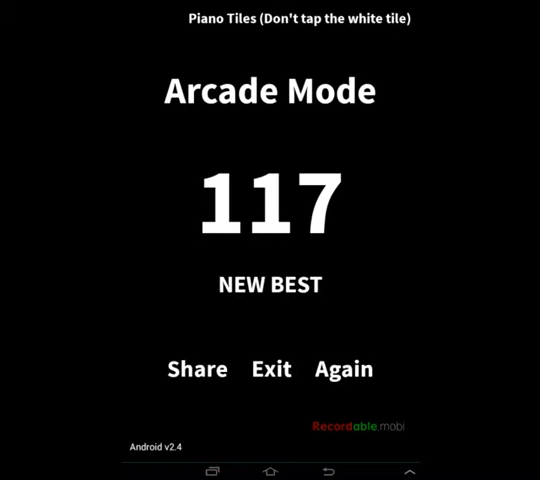 Piano Tiles (Don't tap the white tile)
Arcade Mode
117
NEW BEST
Share Exit Again
Recordable.mobi
Android v2.4